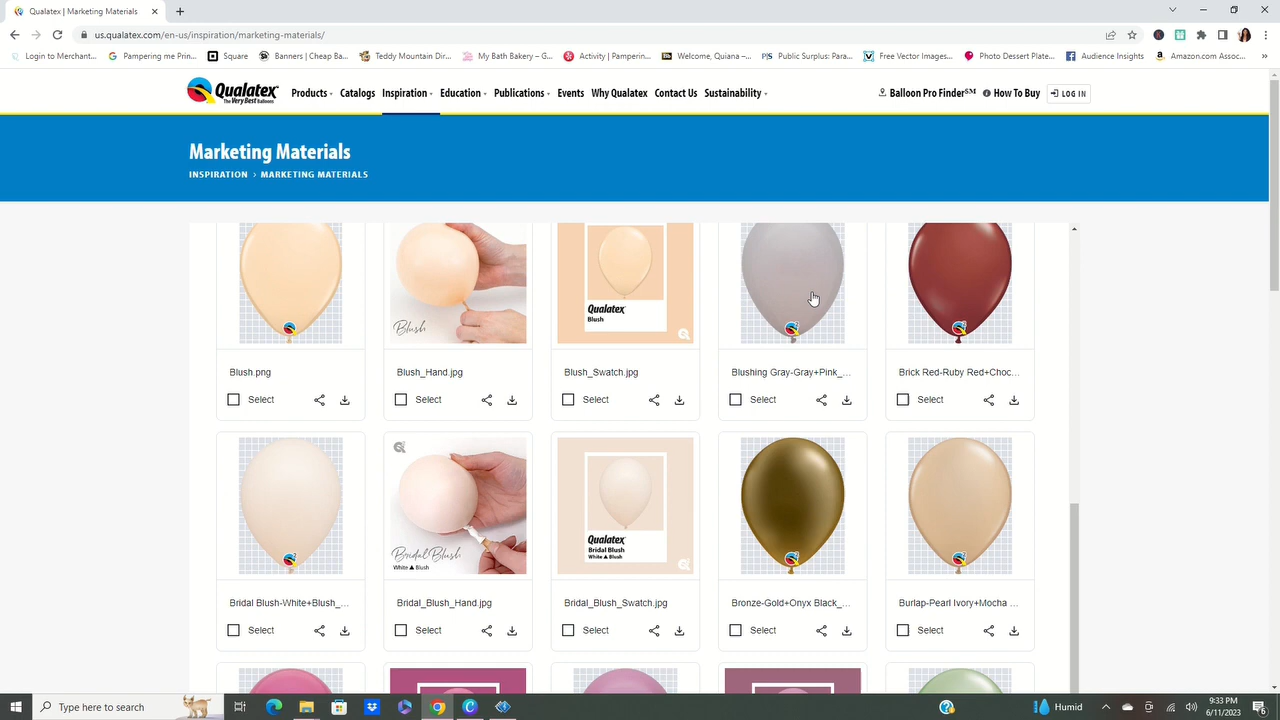 Qualatex | Marketing Materials
us.qualatex.com/en-us/inspiration/marketing-materials/
Login to Merchant... Pampering me Prin... Square Banners | Cheap Ba... Teddy Mountain Dir... My Bath Bakery – G... Activity | Pamperin... Welcome, Quiana –... Public Surplus: Para... Free Vector Images... Photo Dessert Plate... Audience Insights Amazon.com Assoc...
Qualatex
The Very Best Balloons
Products Catalogs Inspiration Education Publications Events Why Qualatex Contact Us Sustainability Balloon Pro Finder℠ How To Buy LOG IN
Marketing Materials
INSPIRATION > MARKETING MATERIALS
Blush
Qualatex
Blush
Blush.png Blush_Hand.jpg Blush_Swatch.jpg Blushing Gray-Gray+Pink_... Brick Red-Ruby Red+Choc...
Select Select Select Select Select
Bridal Blush
White ▲ Blush
Qualatex
Bridal Blush
White ▲ Blush
Bridal Blush-White+Blush_... Bridal_Blush_Hand.jpg Bridal_Blush_Swatch.jpg Bronze-Gold+Onyx Black_... Burlap-Pearl Ivory+Mocha ...
Select Select Select Select Select
Type here to search
Humid
9:33 PM
6/11/2023
6